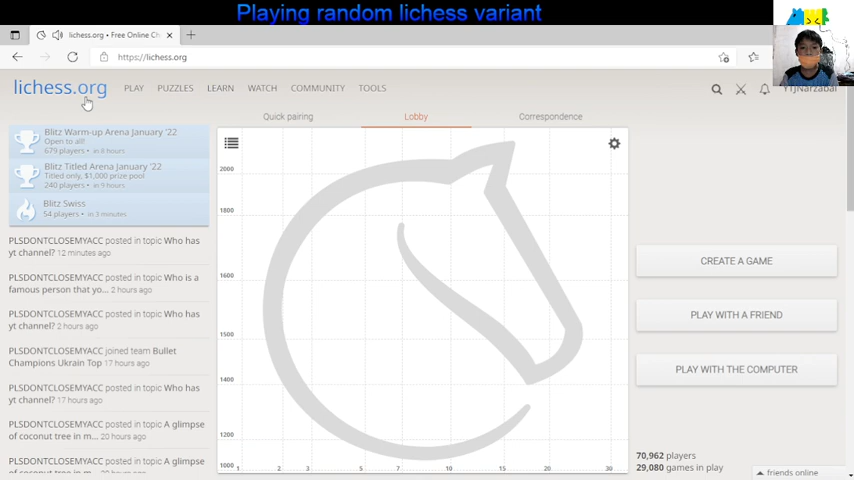 Playing random lichess variant
lichess.org • Free Online Ch
https://lichess.org
lichess.org
PLAY
PUZZLES
LEARN
WATCH
COMMUNITY
TOOLS
Quick pairing
Lobby
Correspondence
Blitz Warm-up Arena January '22
Open to all!
679 players • in 8 hours
Blitz Titled Arena January '22
Titled only, $1,000 prize pool
240 players • in 9 hours
Blitz Swiss
54 players • in 3 minutes
PLSDONTCLOSEMYACC posted in topic Who has
yt channel? 12 minutes ago
PLSDONTCLOSEMYACC posted in topic Who is a
famous person that yo... 2 hours ago
PLSDONTCLOSEMYACC posted in topic Who has
yt channel? 2 hours ago
PLSDONTCLOSEMYACC joined team Bullet
Champions Ukrain Top 17 hours ago
PLSDONTCLOSEMYACC posted in topic Who has
yt channel? 17 hours ago
PLSDONTCLOSEMYACC posted in topic A glimpse
of coconut tree in m... 20 hours ago
PLSDONTCLOSEMYACC posted in topic A glimpse
of coconut tree in m... 20 hours ago
2000
1800
1600
1500
1400
1200
1000
1
2
3
5
7
10
15
20
30
CREATE A GAME
PLAY WITH A FRIEND
PLAY WITH THE COMPUTER
70,962 players
29,080 games in play
friends online